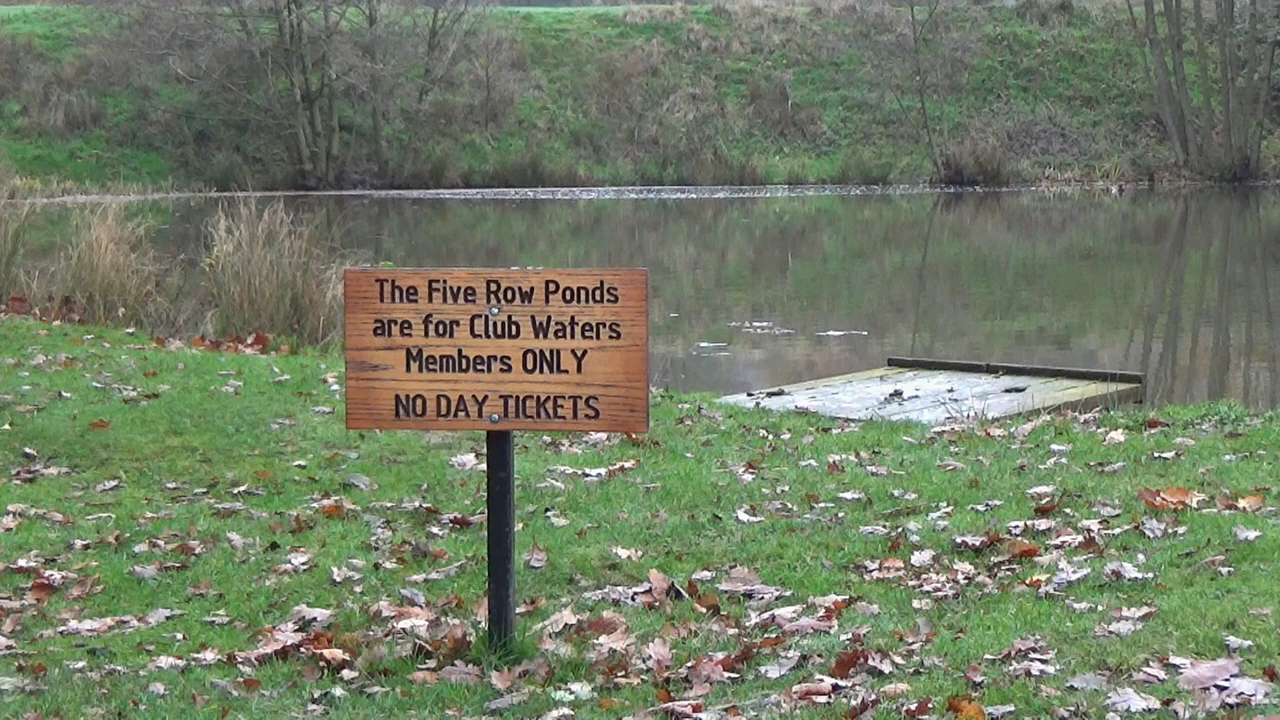 The Five Row Ponds
are for Club Waters
Members ONLY
NO DAY TICKETS